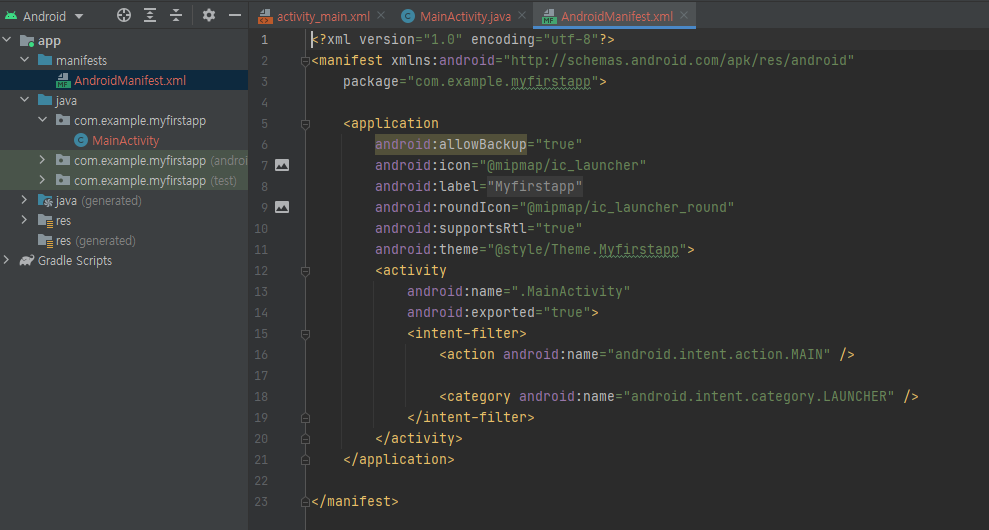 Android
app
manifests
AndroidManifest.xml
java
com.example.myfirstapp
MainActivity
com.example.myfirstapp (androi
com.example.myfirstapp (test)
java (generated)
res
res (generated)
Gradle Scripts
activity_main.xml
MainActivity.java
AndroidManifest.xml
1 <?xml version="1.0" encoding="utf-8"?>
2 <manifest xmlns:android="http://schemas.android.com/apk/res/android"
3 package="com.example.myfirstapp">
4
5 <application
6 android:allowBackup="true"
7 android:icon="@mipmap/ic_launcher"
8 android:label="Myfirstapp"
9 android:roundIcon="@mipmap/ic_launcher_round"
10 android:supportsRtl="true"
11 android:theme="@style/Theme.Myfirstapp">
12 <activity
13 android:name=".MainActivity"
14 android:exported="true">
15 <intent-filter>
16 <action android:name="android.intent.action.MAIN" />
17
18 <category android:name="android.intent.category.LAUNCHER" />
19 </intent-filter>
20 </activity>
21 </application>
22
23 </manifest>